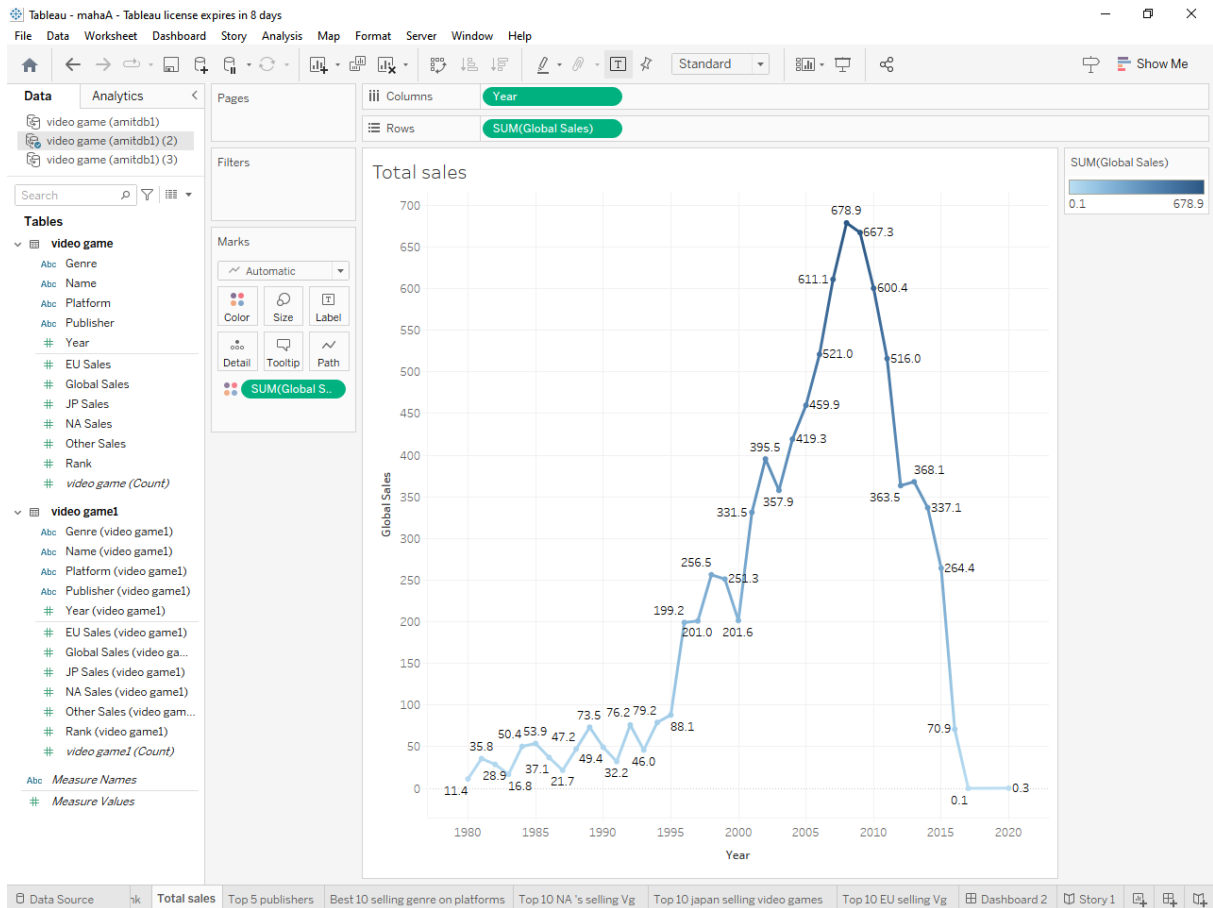 Tableau - mahaA - Tableau license expires in 8 days
File Data Worksheet Dashboard Story Analysis Map Format Server Window Help
Standard
Show Me
Data Analytics
video game (amitdb1)
video game (amitdb1) (2)
video game (amitdb1) (3)
Search
Tables
video game
Abc Genre
Abc Name
Abc Platform
Abc Publisher
# Year
# EU Sales
# Global Sales
# JP Sales
# NA Sales
# Other Sales
# Rank
# video game (Count)
video game1
Abc Genre (video game1)
Abc Name (video game1)
Abc Platform (video game1)
Abc Publisher (video game1)
# Year (video game1)
# EU Sales (video game1)
# Global Sales (video ga...
# JP Sales (video game1)
# NA Sales (video game1)
# Other Sales (video gam...
# Rank (video game1)
# video game1 (Count)
Abc Measure Names
# Measure Values
Pages
Filters
Marks
Automatic
Color Size Label
Detail Tooltip Path
SUM(Global S..
Columns Year
Rows SUM(Global Sales)
Total sales
700
650
600
550
500
450
400
350
300
250
200
150
100
50
0
Global Sales
11.4
35.8
28.9
16.8
50.4
53.9
37.1
21.7
47.2
73.5
49.4
32.2
76.2
46.0
79.2
88.1
199.2
201.0
256.5
251.3
201.6
331.5
395.5
357.9
419.3
459.9
521.0
611.1
678.9
667.3
600.4
516.0
363.5
368.1
337.1
264.4
70.9
0.1
0.3
1980 1985 1990 1995 2000 2005 2010 2015 2020
Year
SUM(Global Sales)
0.1 678.9
Data Source
nk
Total sales
Top 5 publishers
Best 10 selling genre on platforms
Top 10 NA 's selling Vg
Top 10 japan selling video games
Top 10 EU selling Vg
Dashboard 2
Story 1